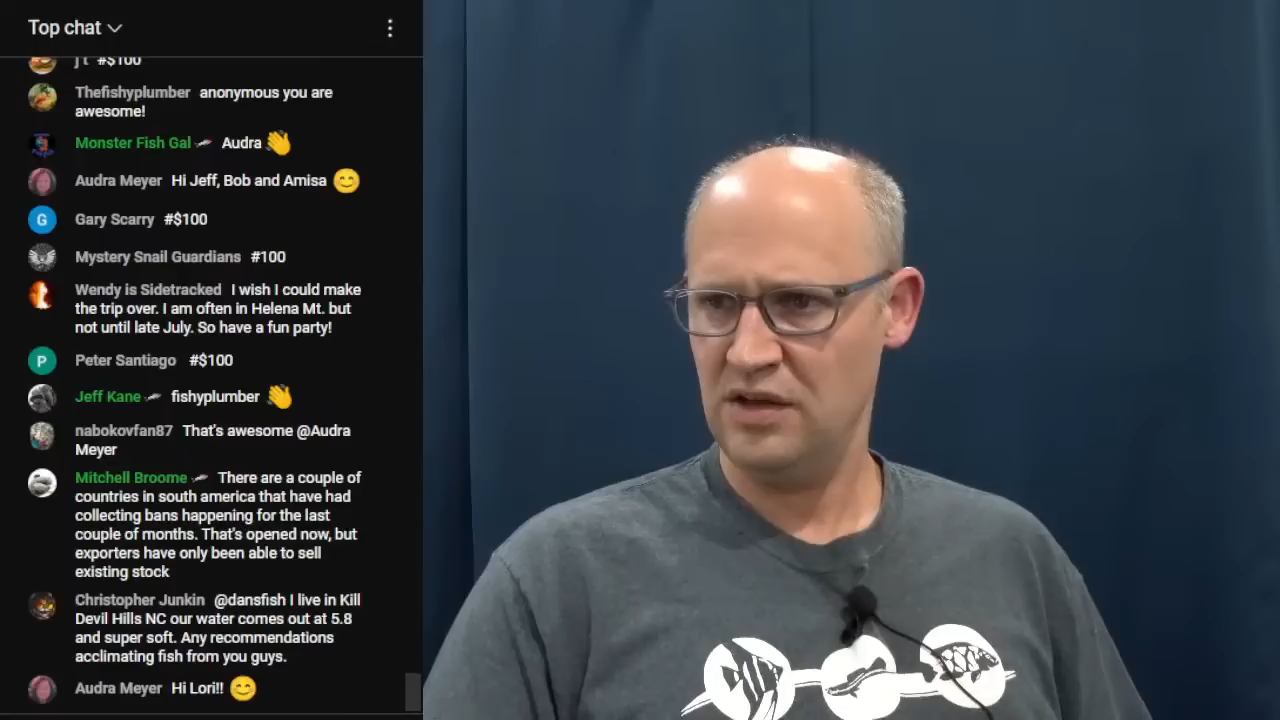 Top chat
j t #$100
Thefishyplumber anonymous you are
awesome!
Monster Fish Gal Audra
Audra Meyer Hi Jeff, Bob and Amisa
G Gary Scarry #$100
Mystery Snail Guardians #100
Wendy is Sidetracked I wish I could make
the trip over. I am often in Helena Mt. but
not until late July. So have a fun party!
P Peter Santiago #$100
Jeff Kane fishyplumber
nabokovfan87 That's awesome @Audra
Meyer
Mitchell Broome There are a couple of
countries in south america that have had
collecting bans happening for the last
couple of months. That's opened now, but
exporters have only been able to sell
existing stock
Christopher Junkin @dansfish I live in Kill
Devil Hills NC our water comes out at 5.8
and super soft. Any recommendations
acclimating fish from you guys.
Audra Meyer Hi Lori!!